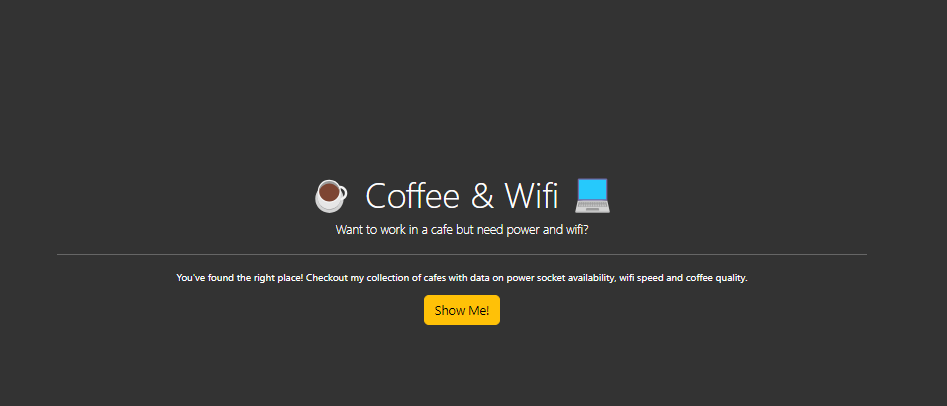 ☕ Coffee & Wifi 💻
Want to work in a cafe but need power and wifi?
You've found the right place! Checkout my collection of cafes with data on power socket availability, wifi speed and coffee quality.
Show Me!